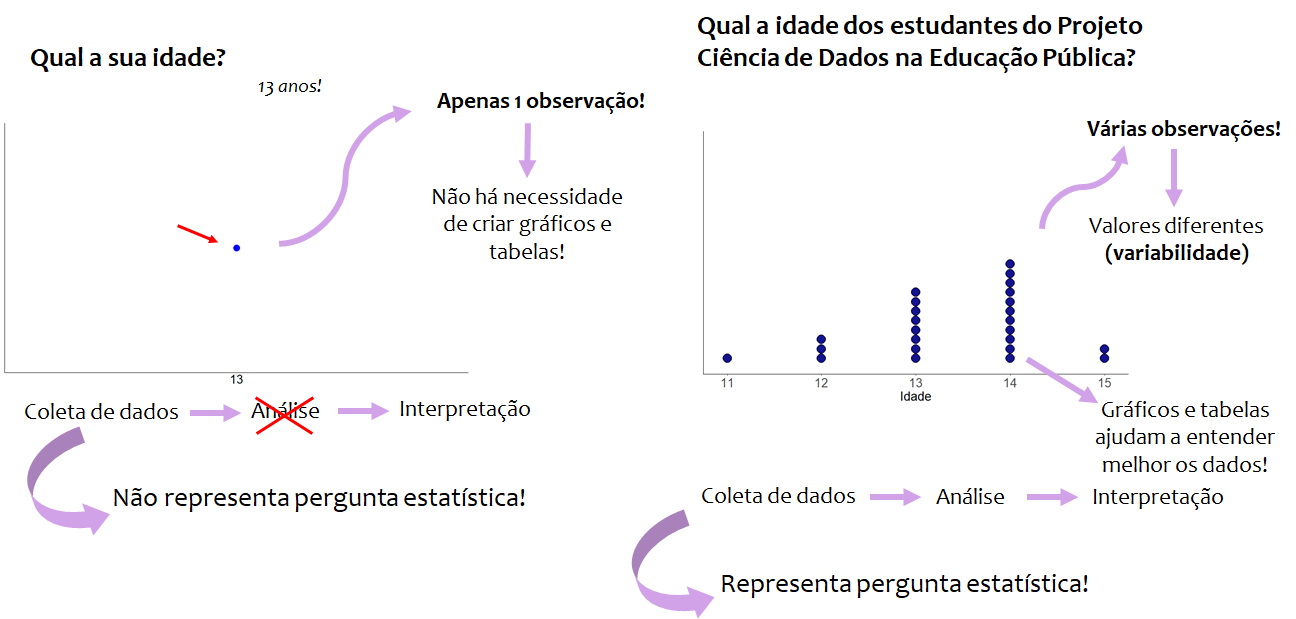 Qual a sua idade?
13 anos!
Apenas 1 observação!
Não há necessidade
de criar gráficos e
tabelas!
13
Coleta de dados
Análise
Interpretação
Não representa pergunta estatística!
Qual a idade dos estudantes do Projeto
Ciência de Dados na Educação Pública?
Várias observações!
Valores diferentes
(variabilidade)
11 12 13 14 15
Idade
Gráficos e tabelas
ajudam a entender
melhor os dados!
Coleta de dados
Análise
Interpretação
Representa pergunta estatística!